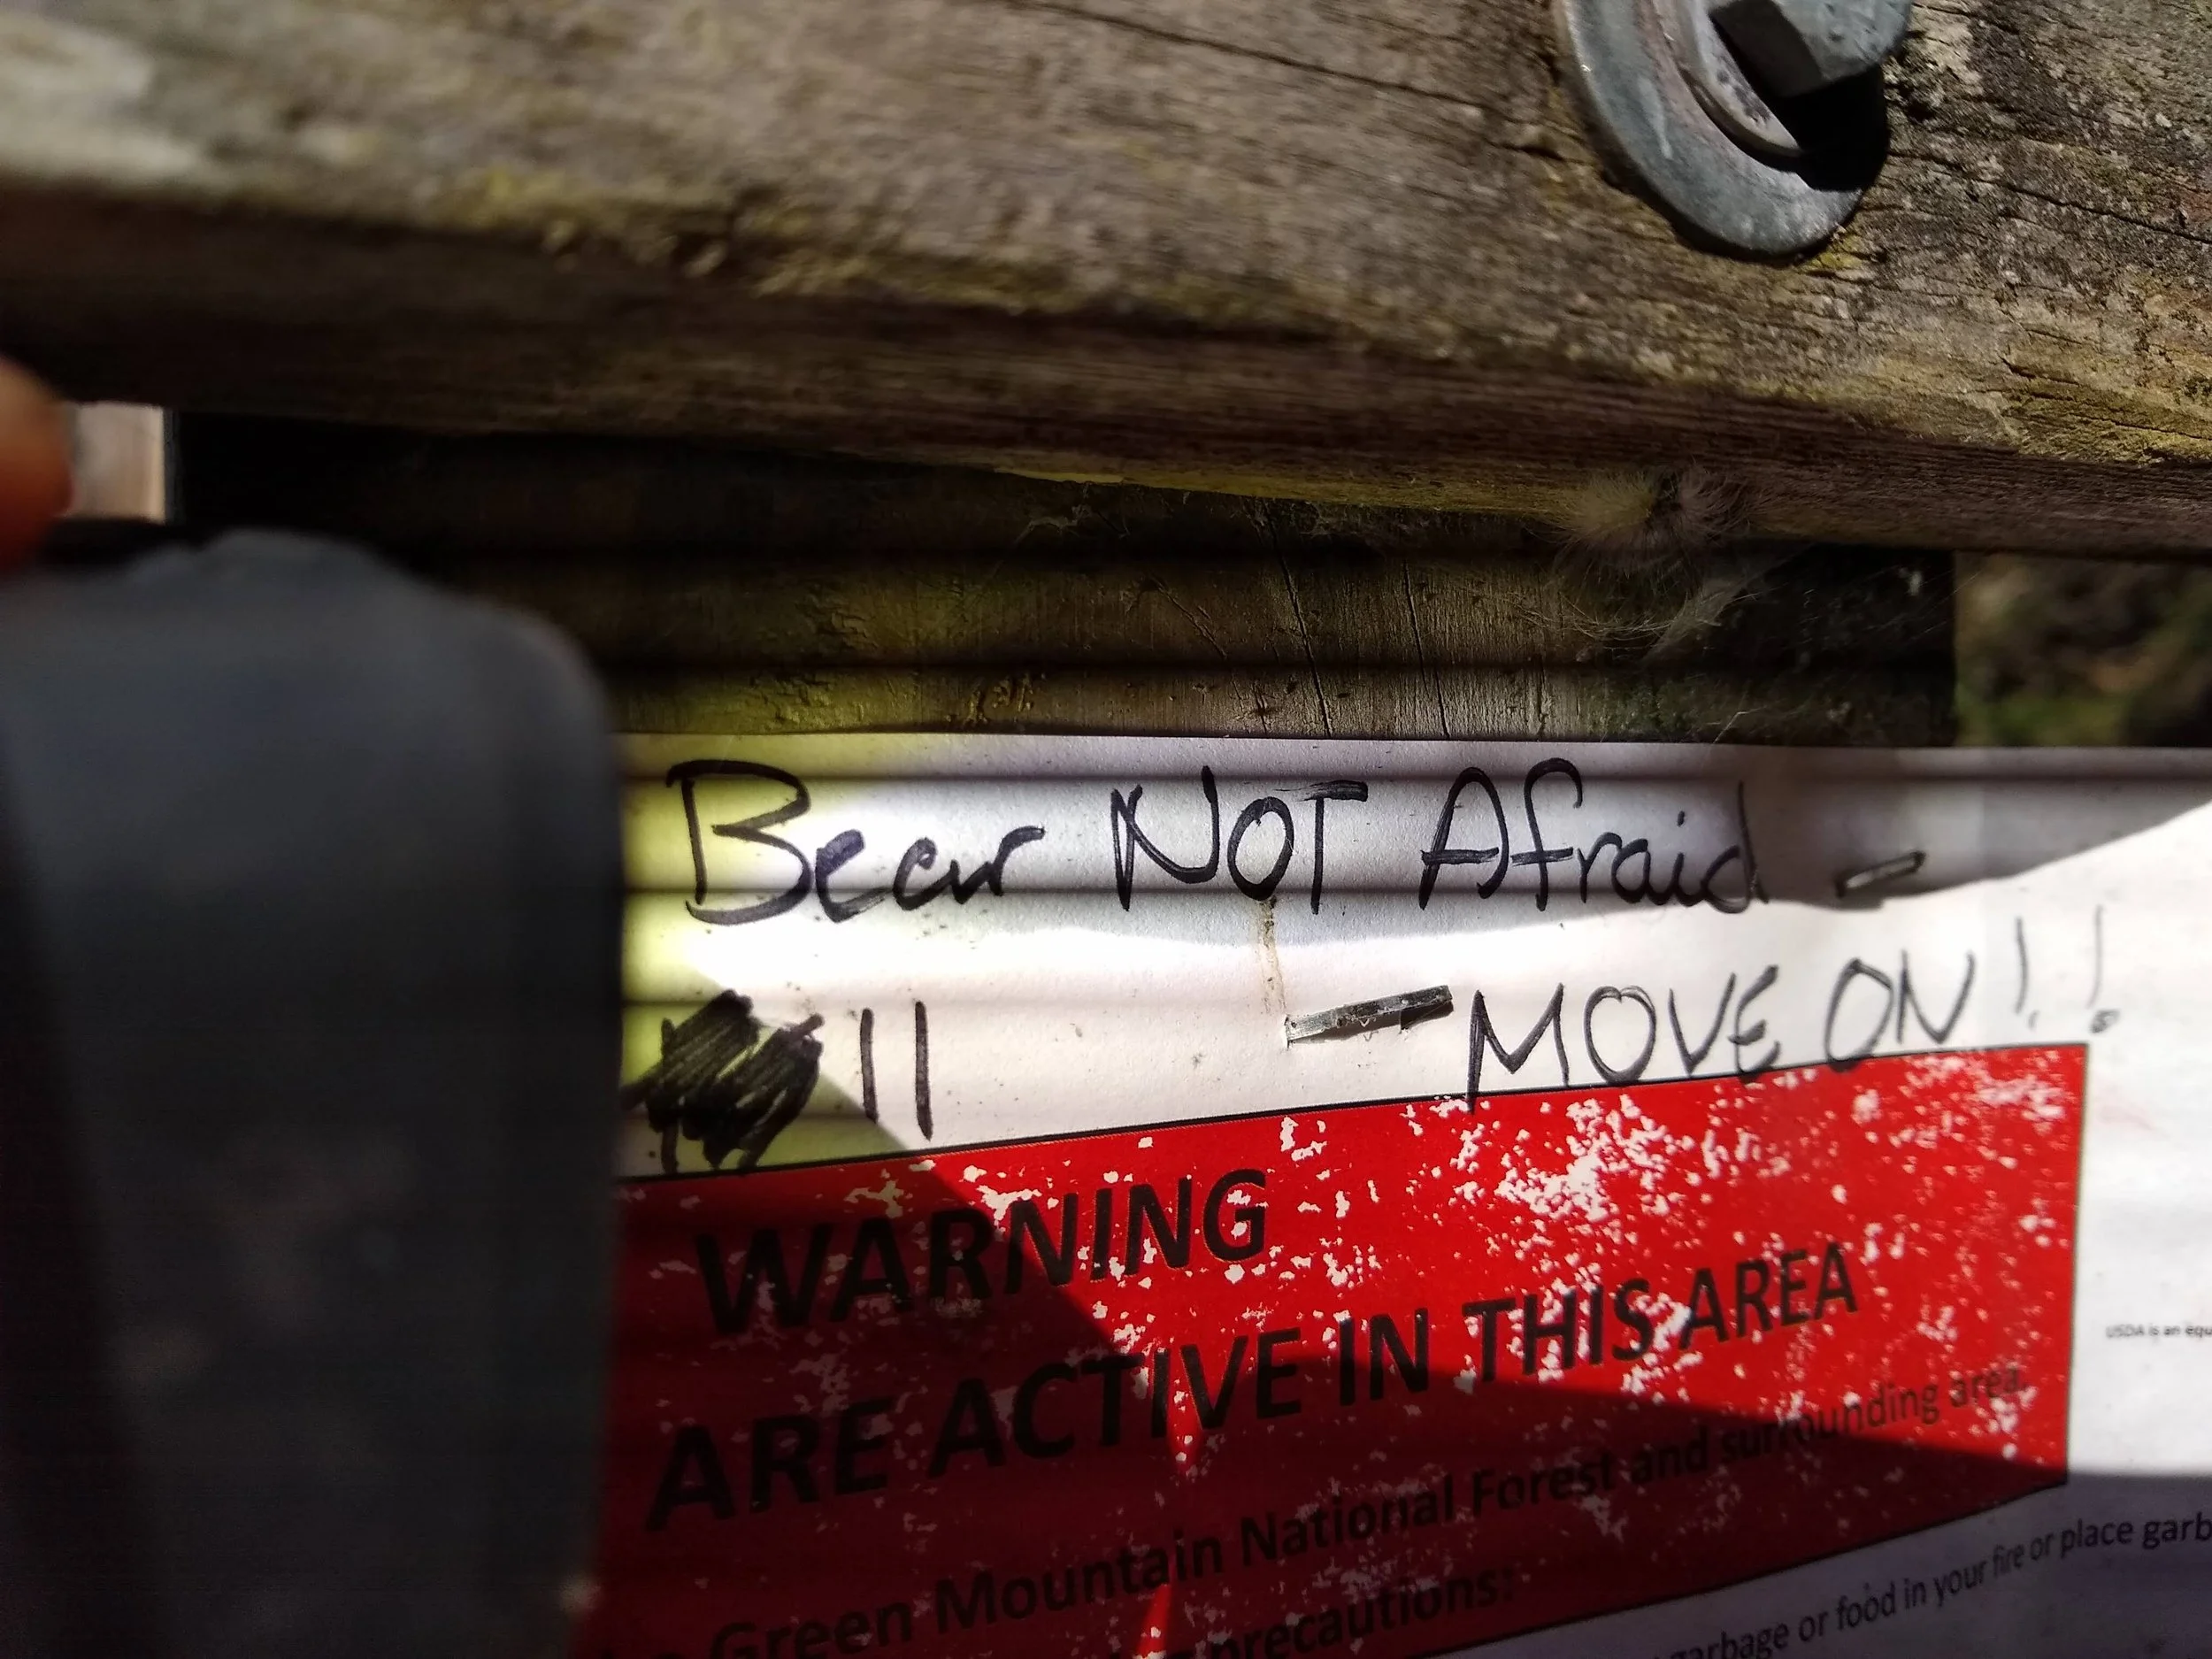 Bear NOT Afraid -
11 - MOVE ON!!
WARNING
ARE ACTIVE IN THIS AREA
Green Mountain National Forest and surrounding area.
precautions:
USDA is an equ
garbage or food in your fire or place garb